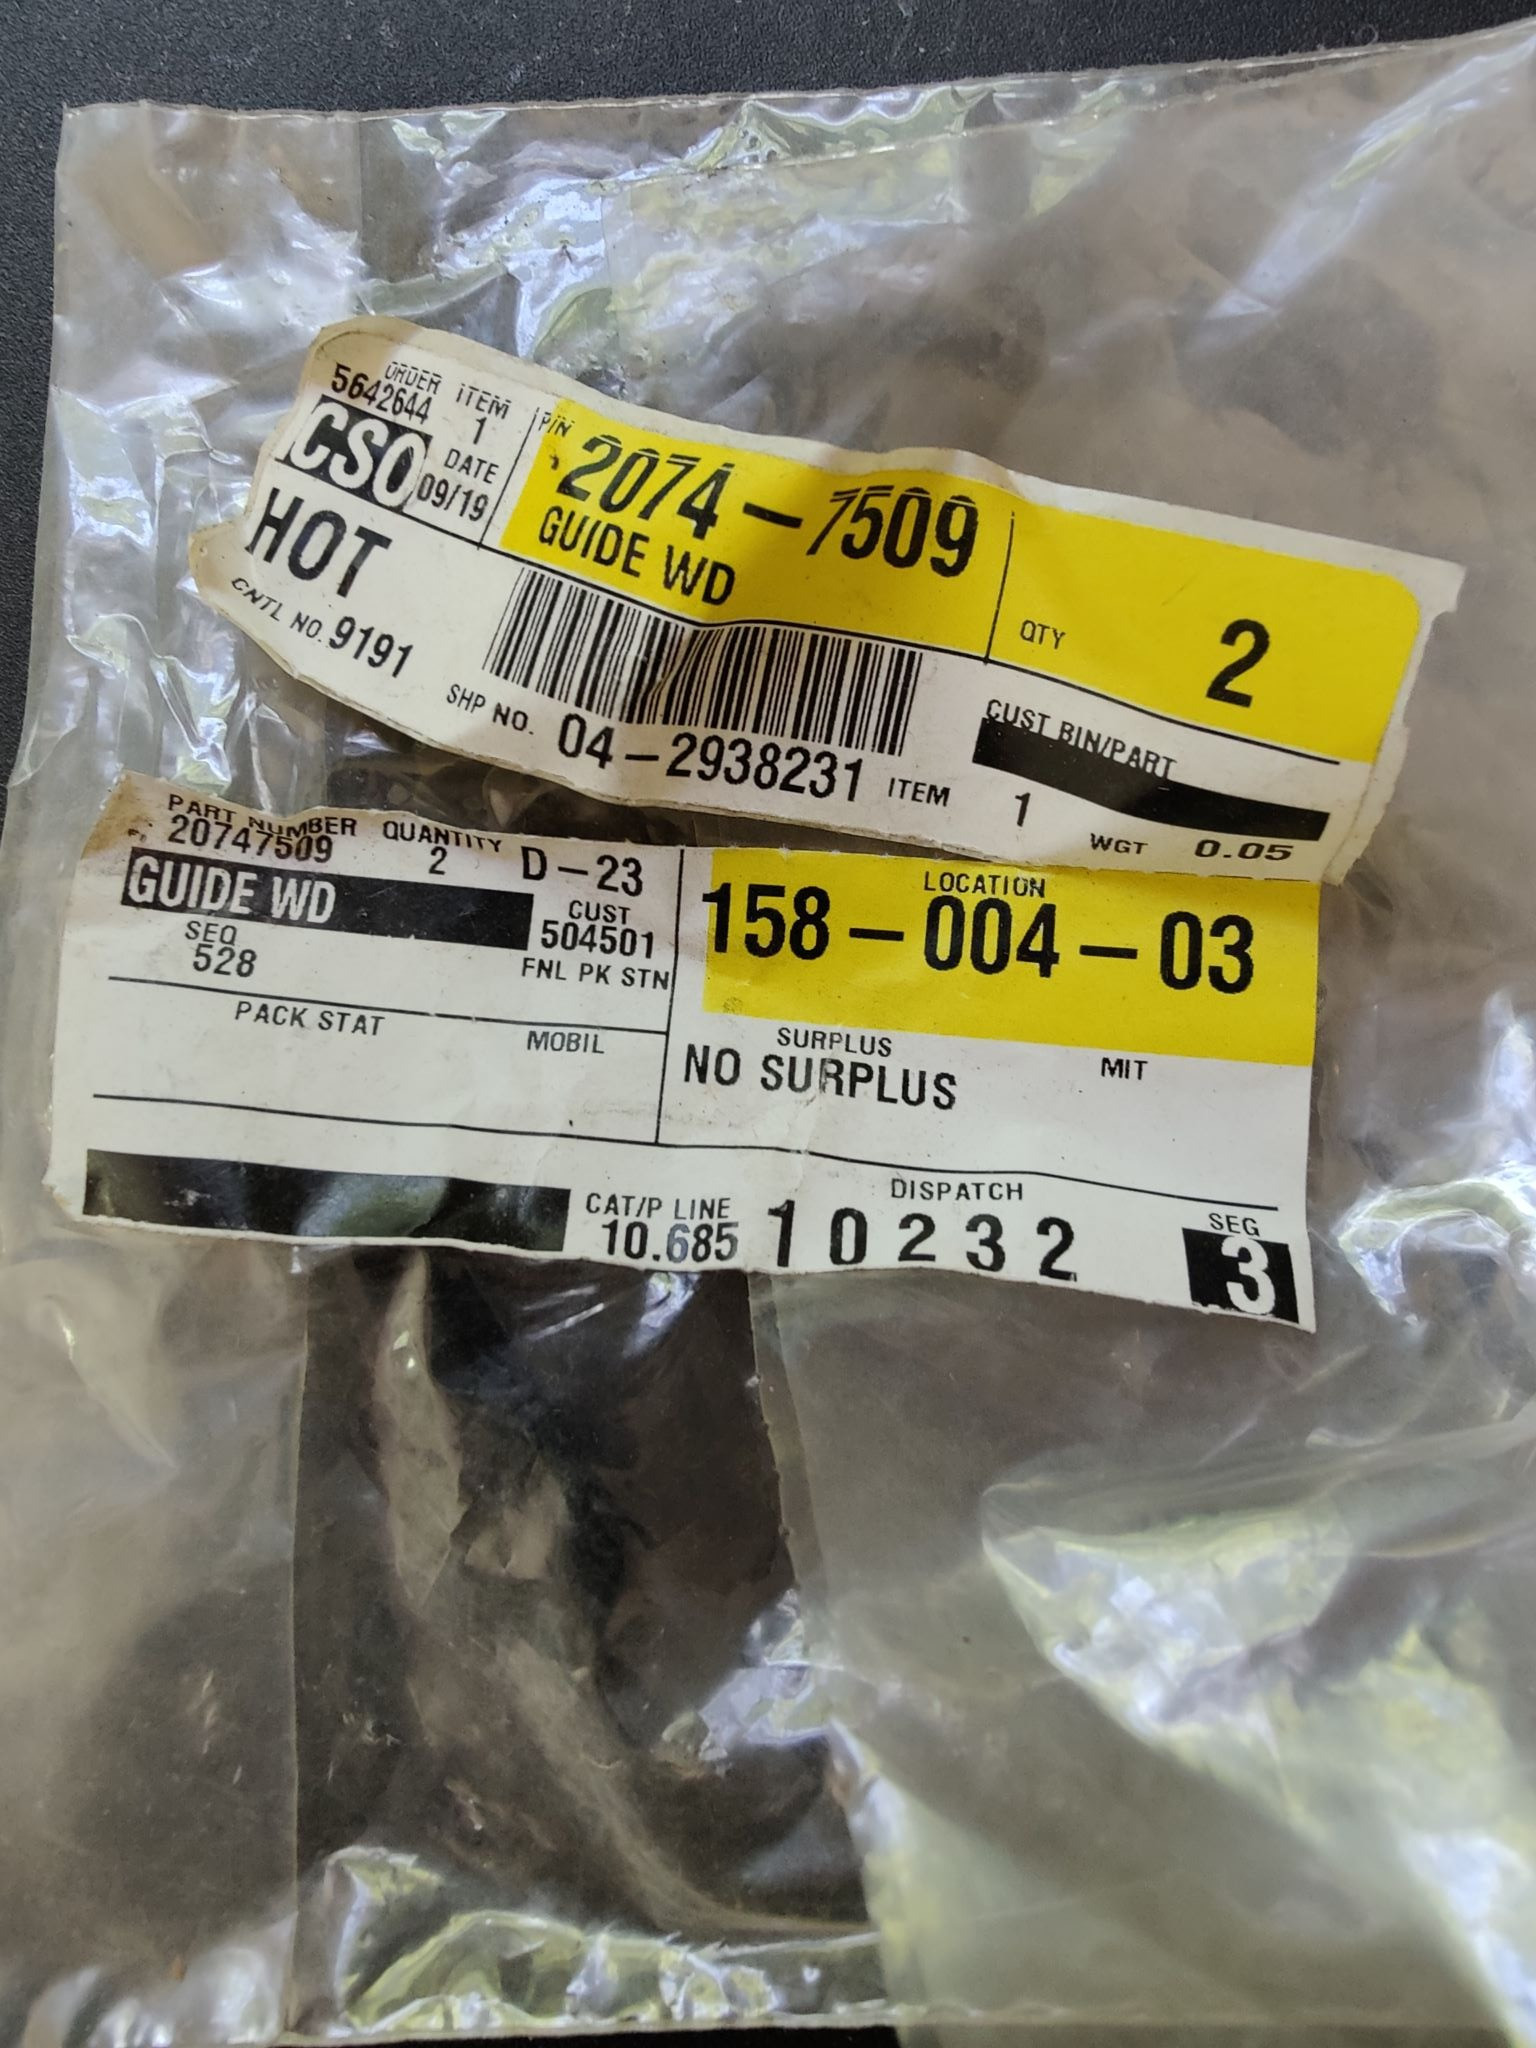 ORDER ITEM
5642644 1
CSO DATE
09/19
HOT
CNTL NO. 9191
P/N
2074-7509
GUIDE WD
QTY 2
SHP NO. 04-2938231 ITEM 1
CUST BIN/PART
WGT 0.05
PART NUMBER QUANTITY
20747509 2 D-23
GUIDE WD
CUST
504501
SEQ
528
FNL PK STN
PACK STAT MOBIL
LOCATION
158-004-03
SURPLUS MIT
NO SURPLUS
CAT/P LINE
10.685
DISPATCH
10232
SEG
3